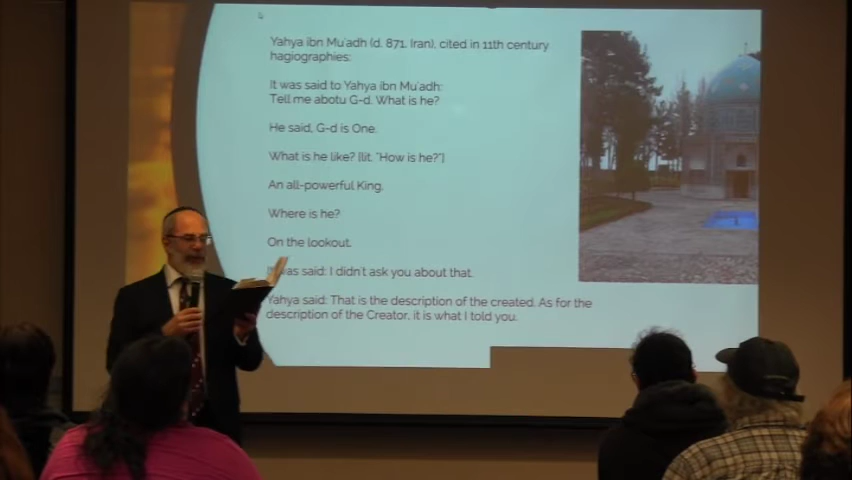 Yahya ibn Mu'adh (d. 871, Iran), cited in 11th century
hagiographies:
It was said to Yahya ibn Mu'adh:
Tell me abotu G-d. What is he?
He said, G-d is One.
What is he like? [lit. "How is he?"]
An all-powerful King.
Where is he?
On the lookout.
was said: I didn't ask you about that.
Yahya said: That is the description of the created. As for the
description of the Creator, it is what I told you.